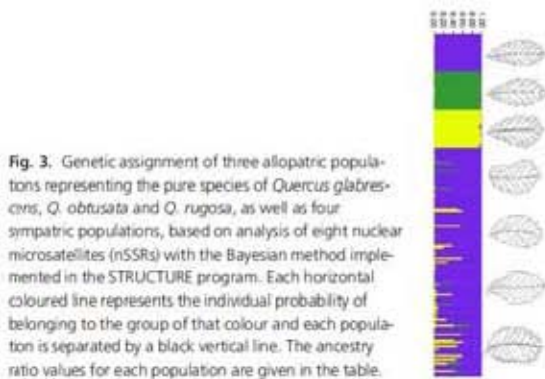 Fig. 3. Genetic assignment of three allopatric popula-
tions representing the pure species of Quercus glabres-
cens, Q. obtusata and Q. rugosa, as well as four
sympatric populations, based on analysis of eight nuclear
microsatellites (nSSRs) with the Bayesian method imple-
mented in the STRUCTURE program. Each horizontal
coloured line represents the individual probability of
belonging to the group of that colour and each popula-
tion is separated by a black vertical line. The ancestry
ratio values for each population are given in the table.